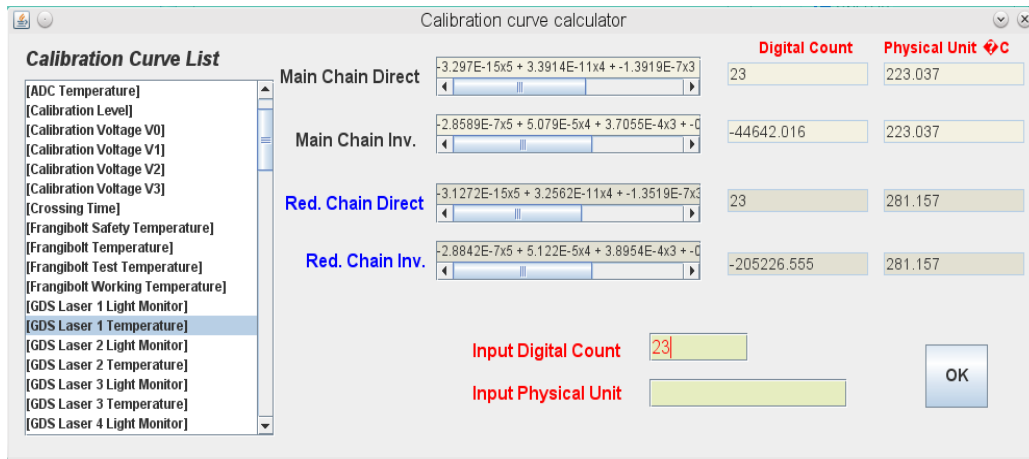 Calibration curve calculator
Calibration Curve List
[ADC Temperature]
[Calibration Level]
[Calibration Voltage V0]
[Calibration Voltage V1]
[Calibration Voltage V2]
[Calibration Voltage V3]
[Crossing Time]
[Frangibolt Safety Temperature]
[Frangibolt Temperature]
[Frangibolt Test Temperature]
[Frangibolt Working Temperature]
[GDS Laser 1 Light Monitor]
[GDS Laser 1 Temperature]
[GDS Laser 2 Light Monitor]
[GDS Laser 2 Temperature]
[GDS Laser 3 Light Monitor]
[GDS Laser 3 Temperature]
[GDS Laser 4 Light Monitor]
Digital Count Physical Unit �C
Main Chain Direct -3.297E-15x5 + 3.3914E-11x4 + -1.3919E-7x3 23 223.037
Main Chain Inv. -2.8589E-7x5 + 5.079E-5x4 + 3.7055E-4x3 + -0 -44642.016 223.037
Red. Chain Direct -3.1272E-15x5 + 3.2562E-11x4 + -1.3519E-7x3 23 281.157
Red. Chain Inv. -2.8842E-7x5 + 5.122E-5x4 + 3.8954E-4x3 + -0 -205226.555 281.157
Input Digital Count 23
Input Physical Unit
OK